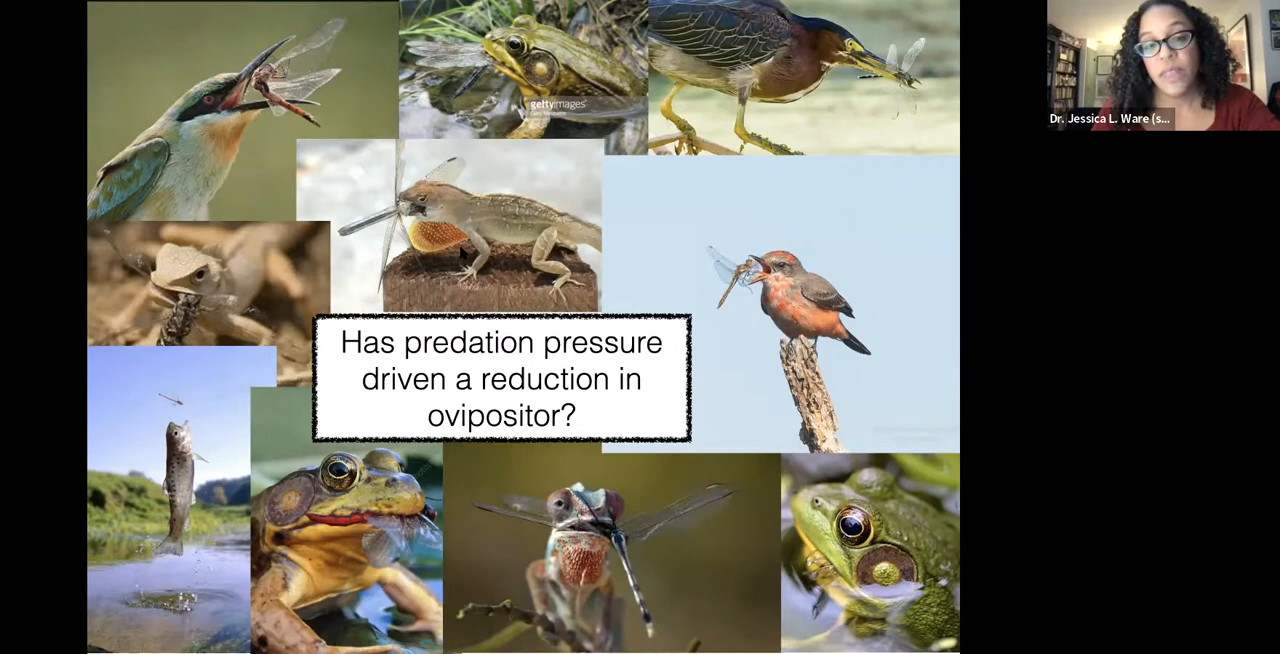 gettyimages
Dr. Jessica L. Ware (s...
Has predation pressure
driven a reduction in
ovipositor?